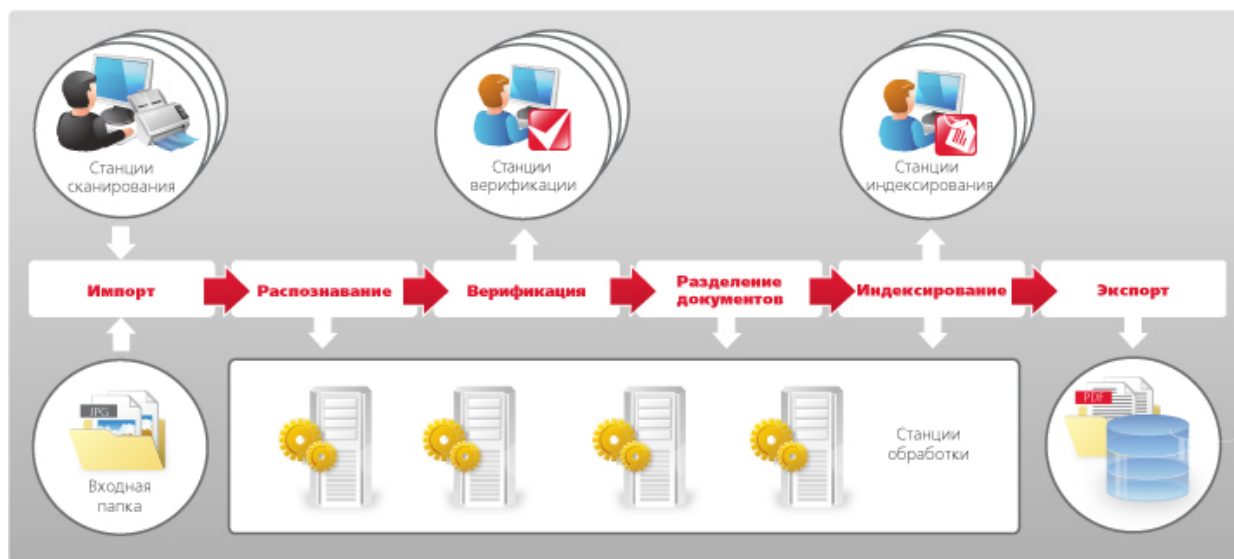 Станции
сканирования
Станции
верификации
Станции
индексирования
Импорт
Распознавание
Верификация
Разделение
документов
Индексирование
Экспорт
JPG
Входная
папка
Станции
обработки
PDF